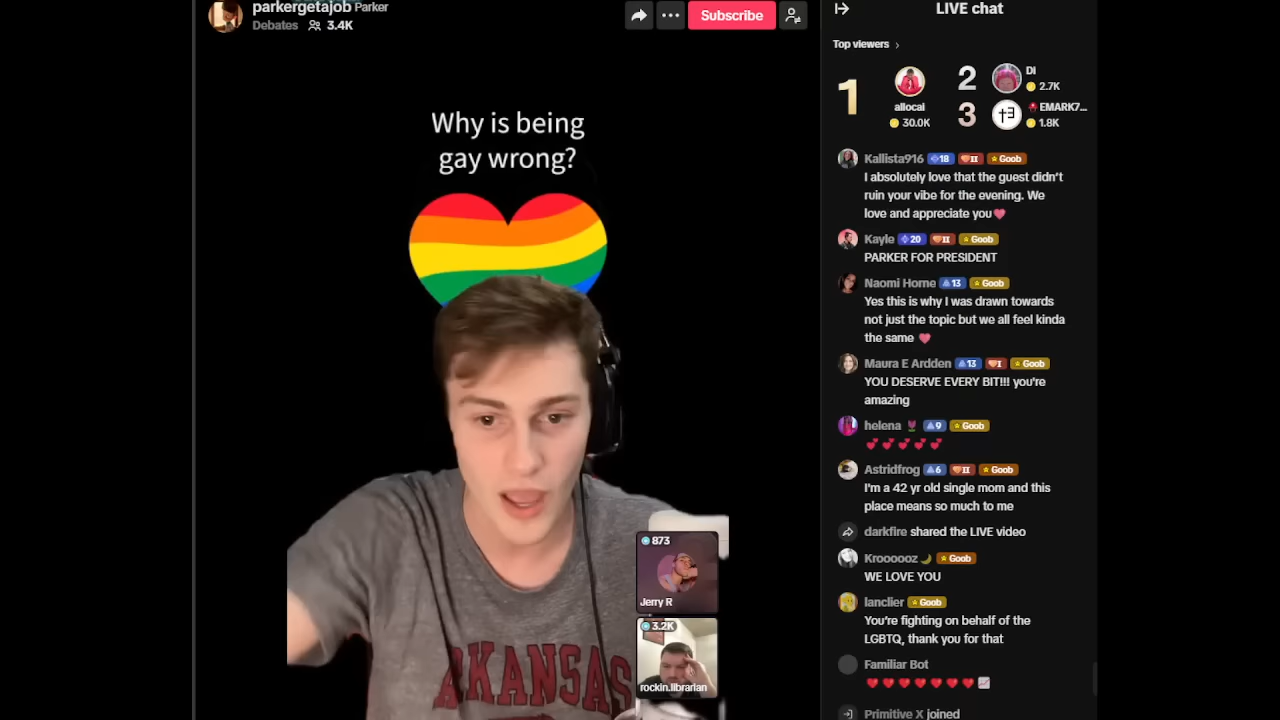 parkergetajob Parker
Debates 3.4K
Subscribe
Why is being
gay wrong?
ARKANSAS
873
Jerry R
3.2K
rockin.librarian
LIVE chat
Top viewers
1
allocai
30.0K
2
Di
2.7K
3
EMARK7...
1.8K
Kallista916 18 II Goob
I absolutely love that the guest didn't
ruin your vibe for the evening. We
love and appreciate you
Kayle 20 II Goob
PARKER FOR PRESIDENT
Naomi Horne 13 Goob
Yes this is why I was drawn towards
not just the topic but we all feel kinda
the same
Maura E Ardden 13 I Goob
YOU DESERVE EVERY BIT!!! you're
amazing
helena 9 Goob
Astridfrog 6 II Goob
I'm a 42 yr old single mom and this
place means so much to me
darkfire shared the LIVE video
Kroooooz Goob
WE LOVE YOU
lanclier Goob
You're fighting on behalf of the
LGBTQ, thank you for that
Familiar Bot
Primitive X joined